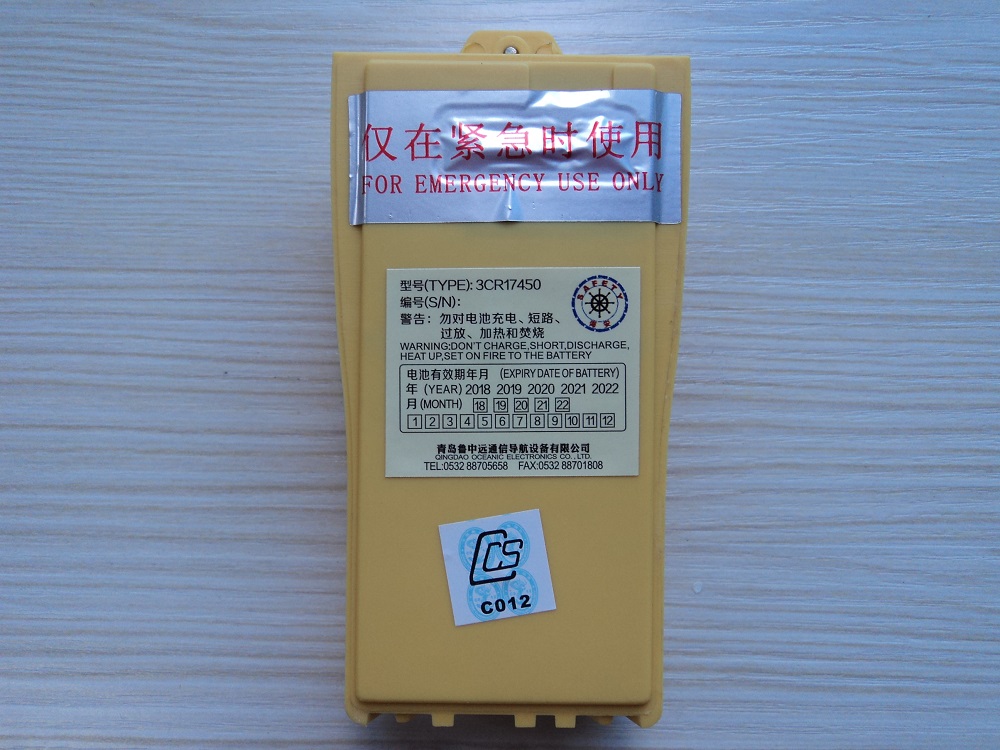 仅在紧急时使用
FOR EMERGENCY USE ONLY
型号(TYPE): 3CR17450
编号(S/N):
SAFETY
海安
警告: 勿对电池充电、短路、
过放、加热和焚烧
WARNING:DON'T CHARGE,SHORT,DISCHARGE,
HEAT UP,SET ON FIRE TO THE BATTERY
电池有效期年月 (EXPIRY DATE OF BATTERY)
年 (YEAR) 2018 2019 2020 2021 2022
月 (MONTH) 18 19 20 21 22
1 2 3 4 5 6 7 8 9 10 11 12
青岛鲁中远通信导航设备有限公司
QINGDAO OCEANIC ELECTRONICS CO.,LTD.
TEL:0532 88705658 FAX:0532 88701808
CCS
C012